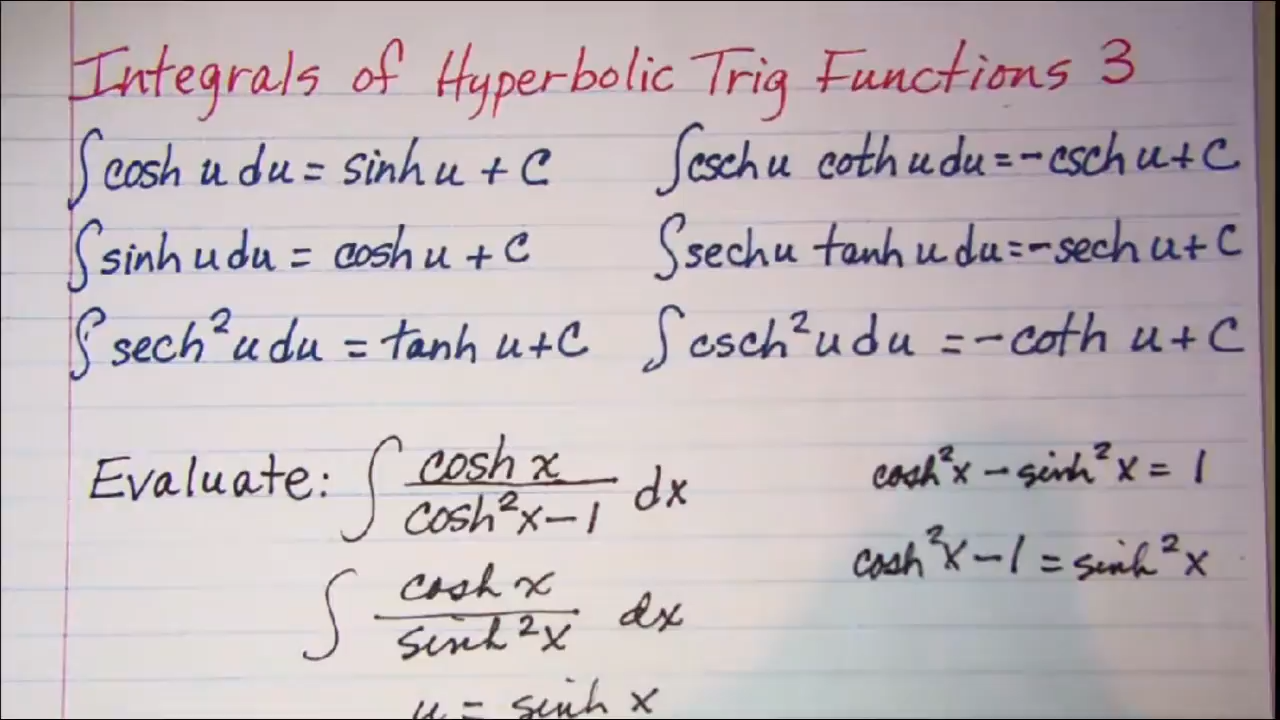 Integrals of Hyperbolic Trig Functions 3
∫cosh u du = sinh u + C
∫csch u coth u du = -csch u + C
∫sinh u du = cosh u + C
∫sech u tanh u du = -sech u + C
∫sech²u du = tanh u + C
∫csch²u du = -coth u + C
Evaluate: ∫ cosh x / cosh²x - 1 dx
cosh²x - sinh²x = 1
cosh²x - 1 = sinh²x
∫ cosh x / sinh²x dx
u = sinh x